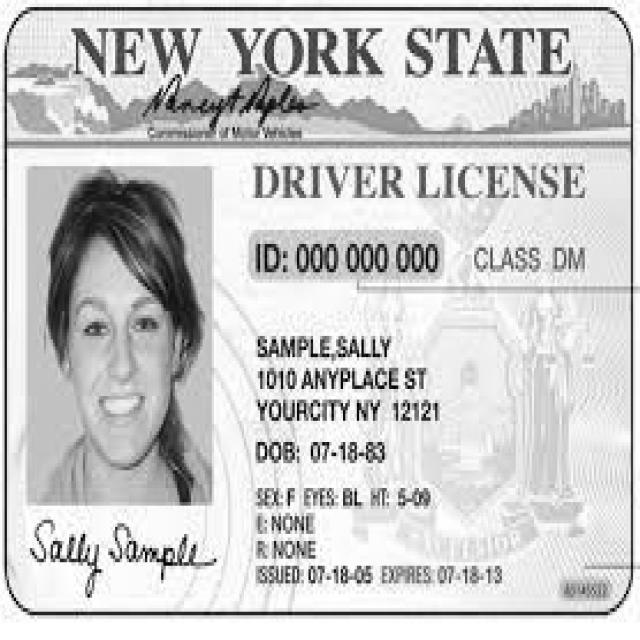 NEW YORK STATE
Commissioner of Motor Vehicles
DRIVER LICENSE
ID: 000 000 000 CLASS DM
SAMPLE,SALLY
1010 ANYPLACE ST
YOURCITY NY 12121
DOB: 07-18-83
SEX: F EYES: BL HT: 5-09
E: NONE
R: NONE
Sally Sample
ISSUED: 07-18-05 EXPIRES: 07-18-13